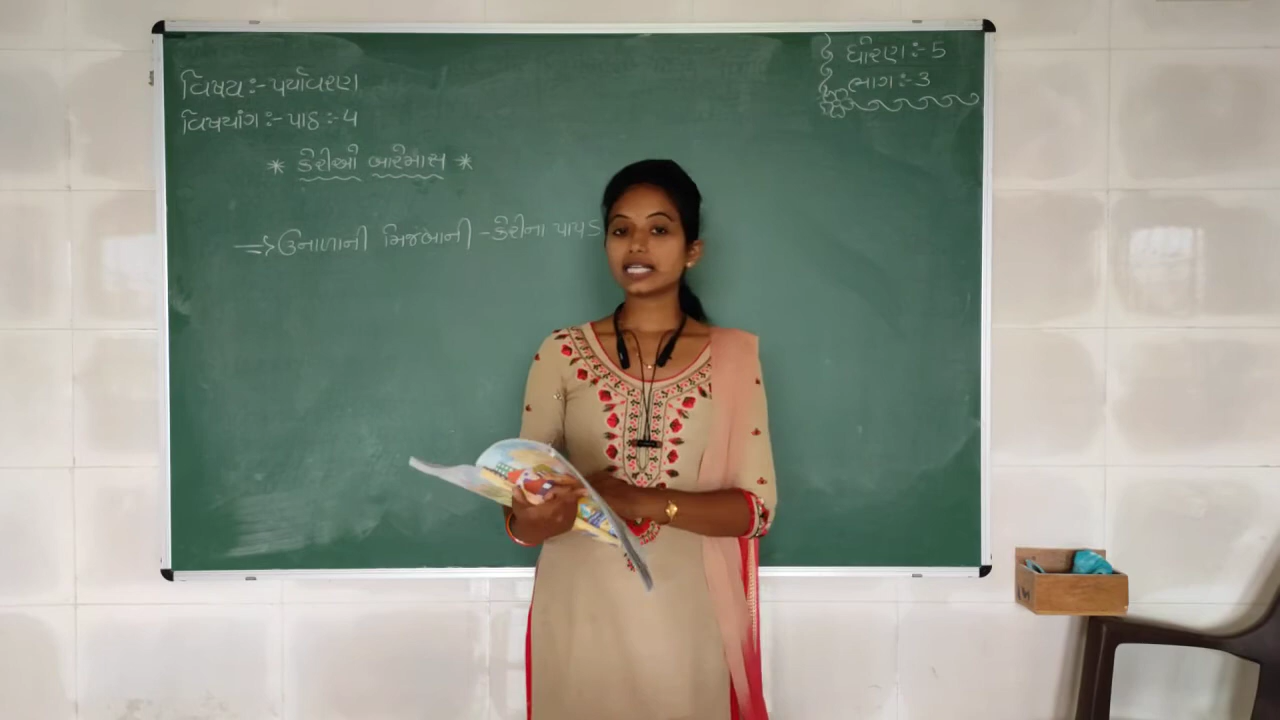 વિષય:- પર્યાવરણ
વિષયાંગ:- પાઠ:- 4
* કેરીઓ બારેમાસ *
⇒ ઉનાળાની મિજબાની - કેરીના પાપડ
ધોરણ:- 5
ભાગ:- 3